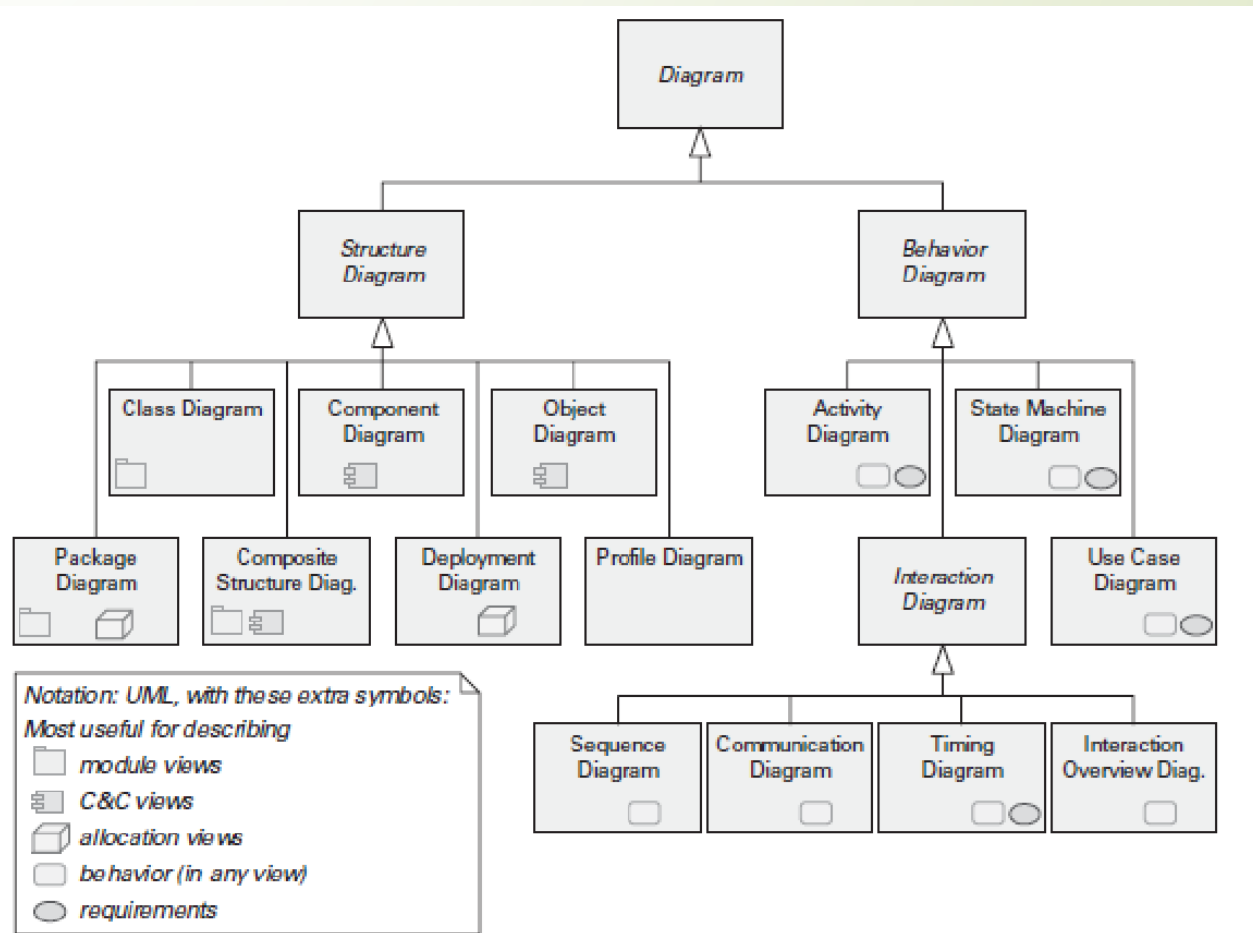 Diagram
Structure
Diagram
Behavior
Diagram
Class Diagram
Component
Diagram
Object
Diagram
Activity
Diagram
State Machine
Diagram
Package
Diagram
Composite
Structure Diag.
Deployment
Diagram
Profile Diagram
Interaction
Diagram
Use Case
Diagram
Notation: UML, with these extra symbols:
Most useful for describing
module views
C&C views
allocation views
behavior (in any view)
requirements
Sequence
Diagram
Communication
Diagram
Timing
Diagram
Interaction
Overview Diag.